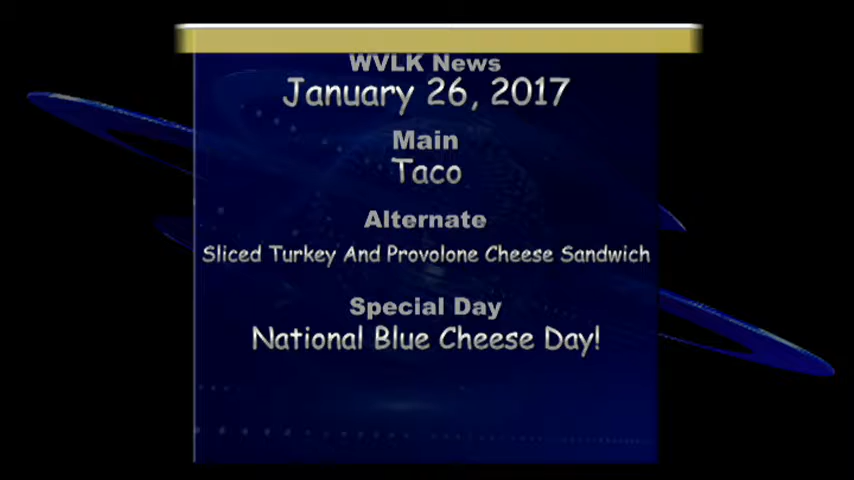 WVLK News
January 26, 2017
Main
Taco
Alternate
Sliced Turkey And Provolone Cheese Sandwich
Special Day
National Blue Cheese Day!